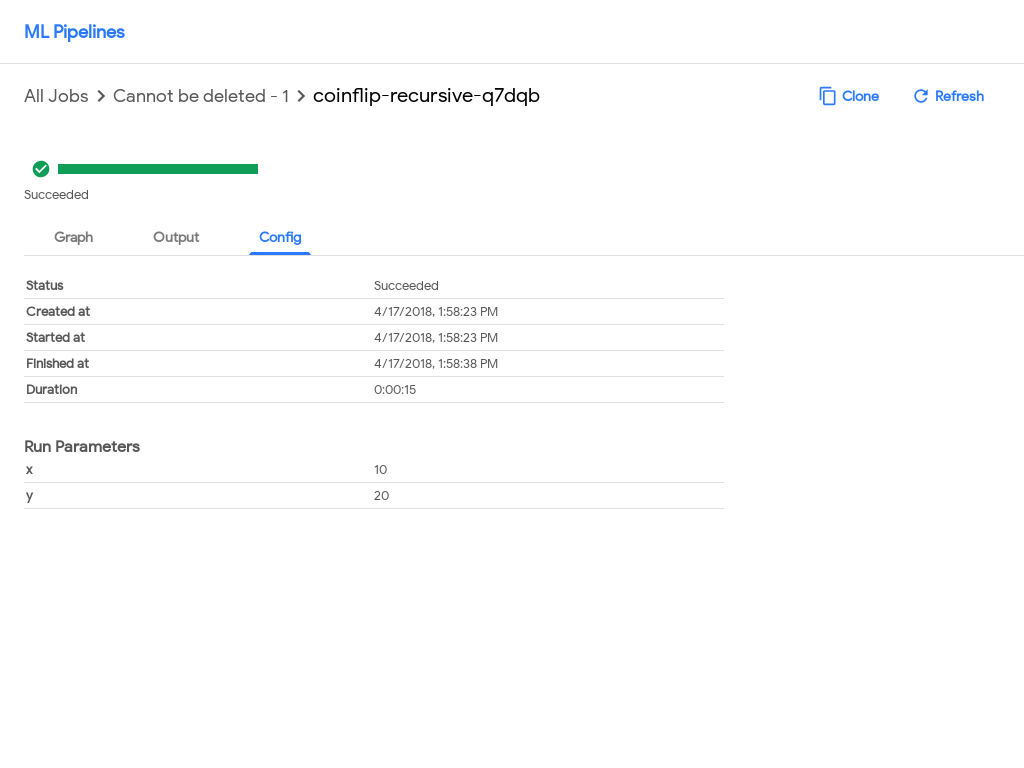 ML Pipelines
All Jobs > Cannot be deleted - 1 > coinflip-recursive-q7dqb
Clone
Refresh
Succeeded
Graph Output Config
Status Succeeded
Created at 4/17/2018, 1:58:23 PM
Started at 4/17/2018, 1:58:23 PM
Finished at 4/17/2018, 1:58:38 PM
Duration 0:00:15
Run Parameters
x 10
y 20